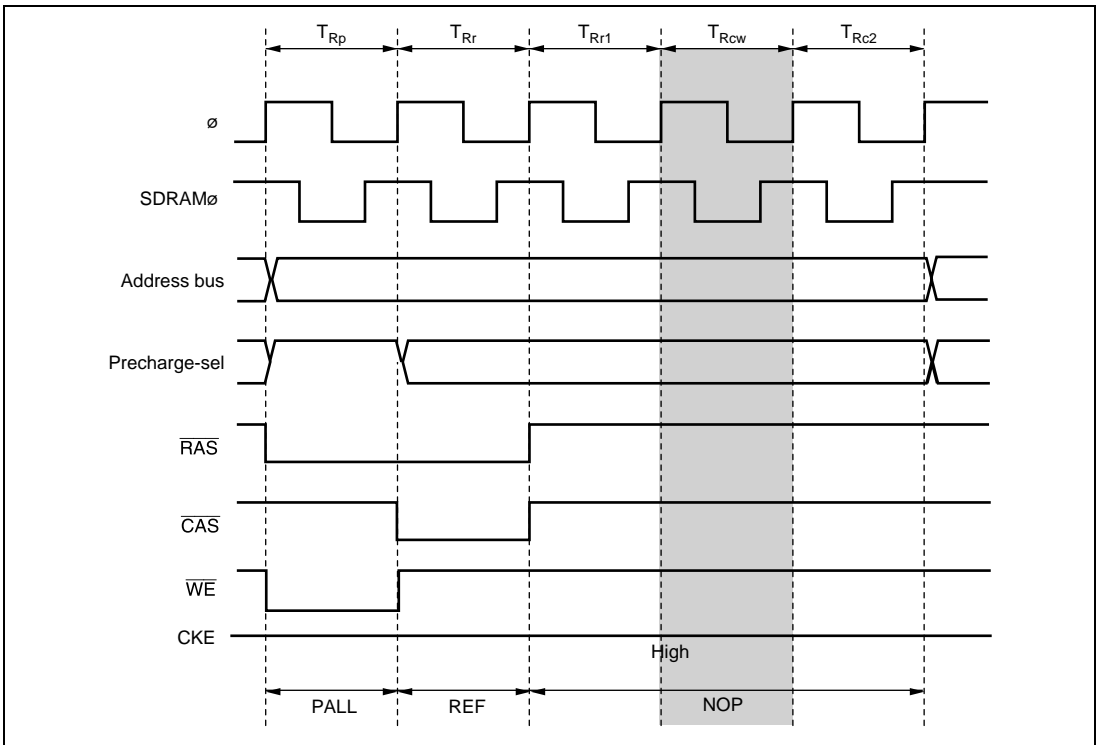 TRp TRr TRr1 TRcw TRc2
ø
SDRAMø
Address bus
Precharge-sel
RAS
CAS
WE
CKE
High
PALL REF NOP